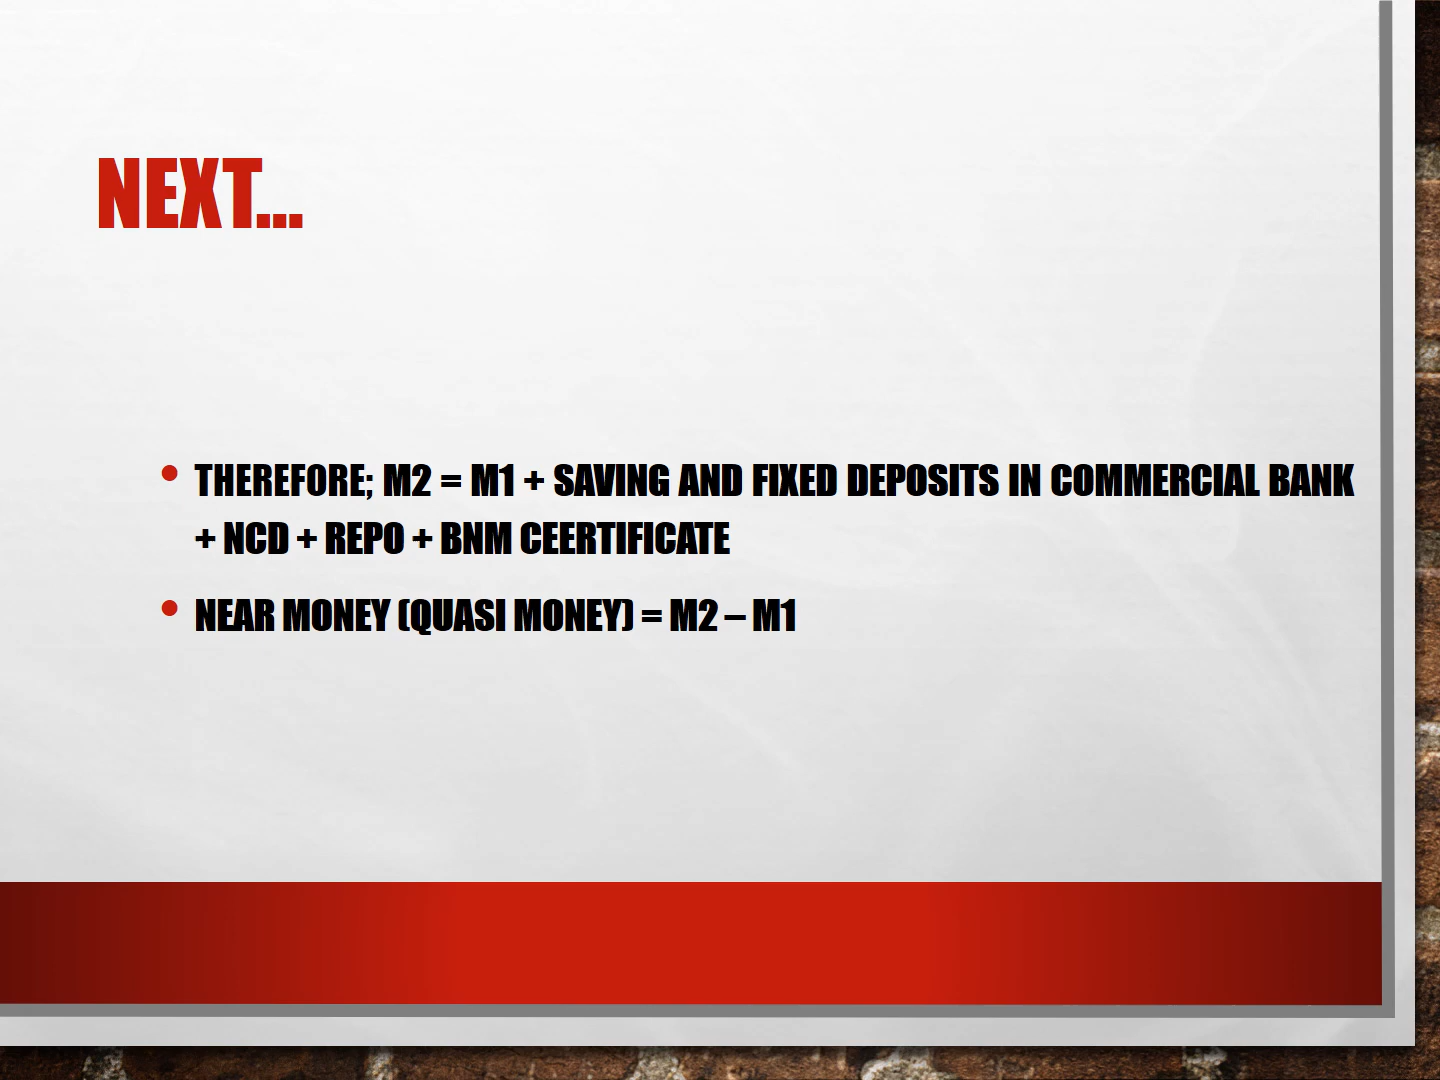 NEXT...
• THEREFORE; M2 = M1 + SAVING AND FIXED DEPOSITS IN COMMERCIAL BANK
+ NCD + REPO + BNM CEERTIFICATE
• NEAR MONEY (QUASI MONEY) = M2 – M1